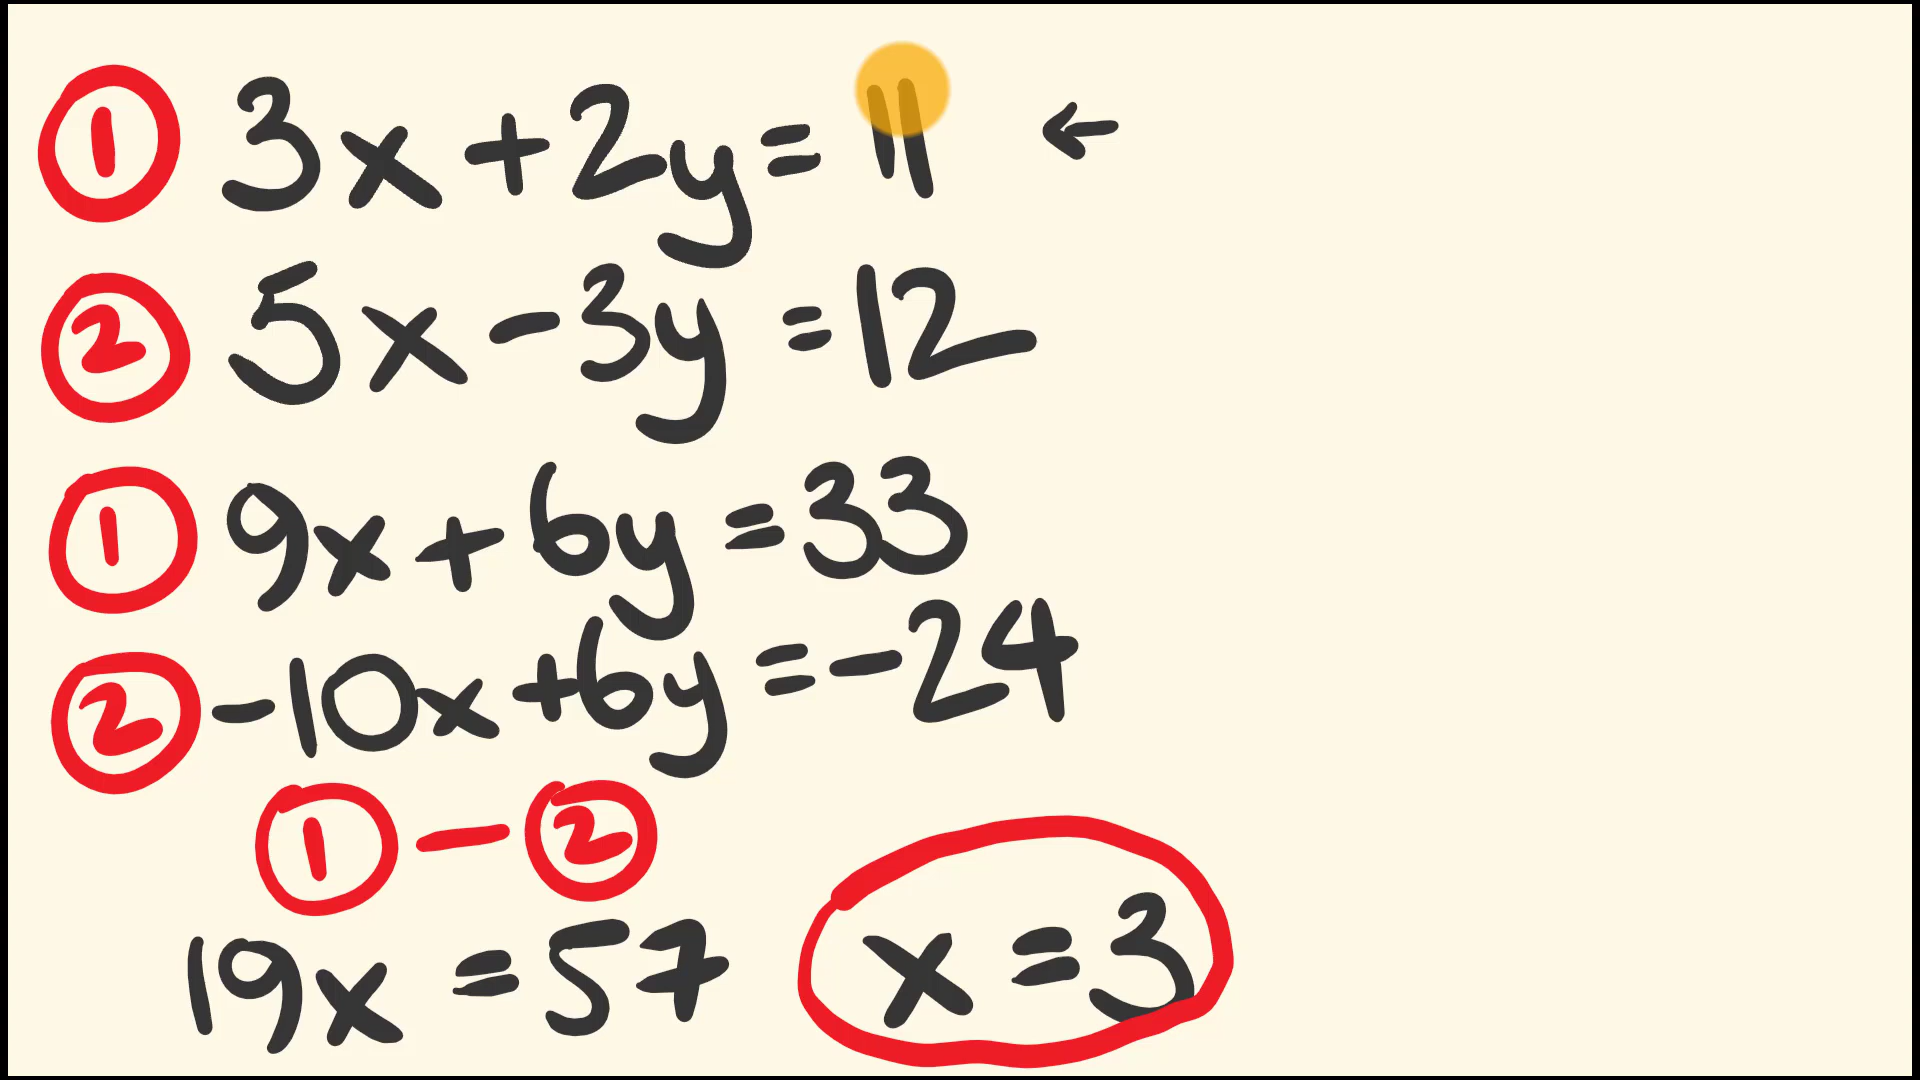 ① 3x+2y=11 ←
② 5x-3y=12
① 9x+6y=33
② -10x+6y=-24
①-②
19x=57 x=3